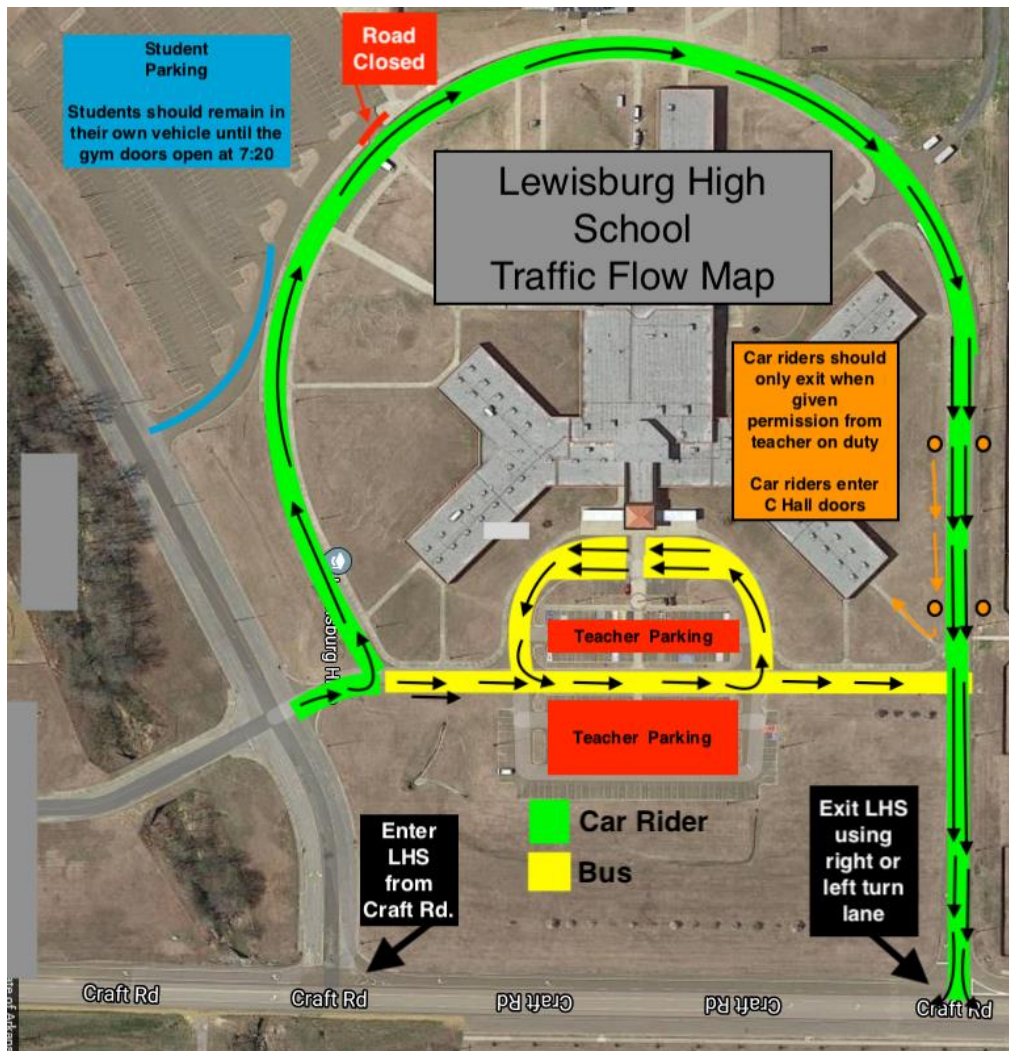 Student
Parking
Students should remain in
their own vehicle until the
gym doors open at 7:20
Road
Closed
Lewisburg High
School
Traffic Flow Map
Car riders should
only exit when
given
permission from
teacher on duty
Car riders enter
C Hall doors
Teacher Parking
Teacher Parking
Car Rider
Bus
Enter
LHS
from
Craft Rd.
Exit LHS
using
right or
left turn
lane
Craft Rd
Craft Rd
Craft Rd
Craft Rd
Craft Rd